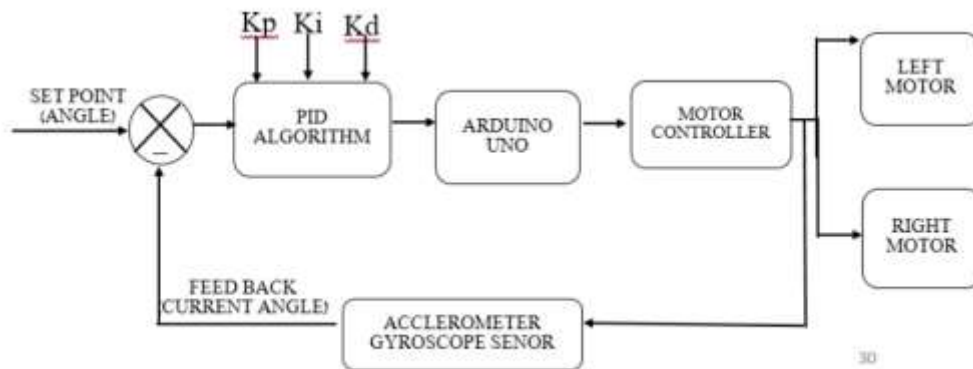 Kp Ki Kd
SET POINT
(ANGLE)
PID
ALGORITHM
ARDUINO
UNO
MOTOR
CONTROLLER
LEFT
MOTOR
RIGHT
MOTOR
FEED BACK
(CURRENT ANGLE)
ACCLEROMETER
GYROSCOPE SENOR
30